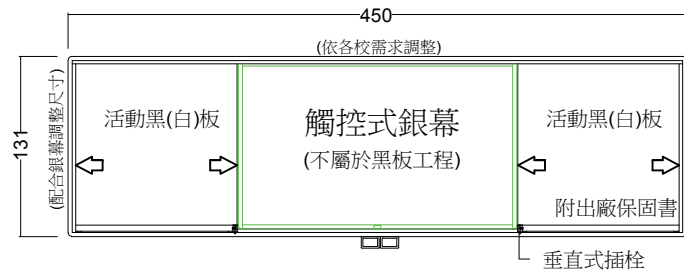 450
(依各校需求調整)
131
(配合銀幕調整尺寸)
活動黑(白)板
觸控式銀幕
(不屬於黑板工程)
活動黑(白)板
附出廠保固書
垂直式插栓